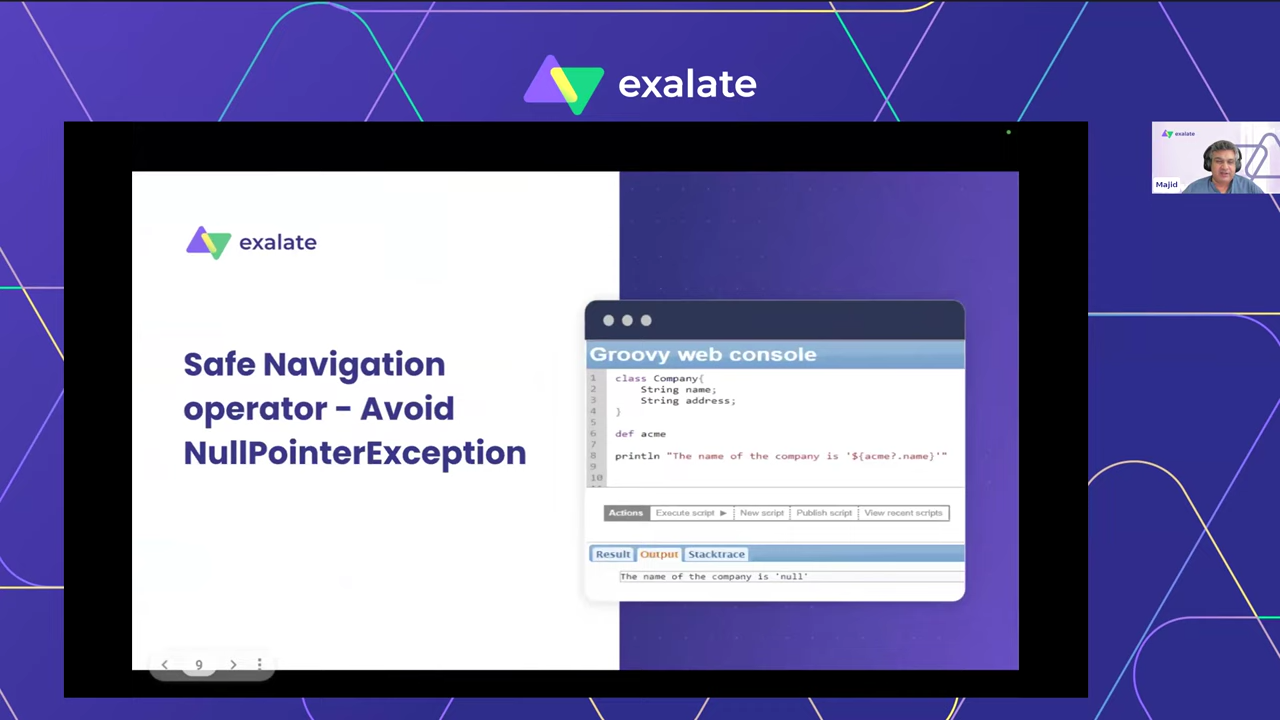 exalate
exalate
Majid
exalate
Safe Navigation
operator - Avoid
NullPointerException
Groovy web console
1 class Company{
2 String name;
3 String address;
4 }
5
6 def acme
7
8 println "The name of the company is '${acme?.name}'"
9
10
Actions Execute script ▶ New script Publish script View recent scripts
Result Output Stacktrace
The name of the company is 'null'
9